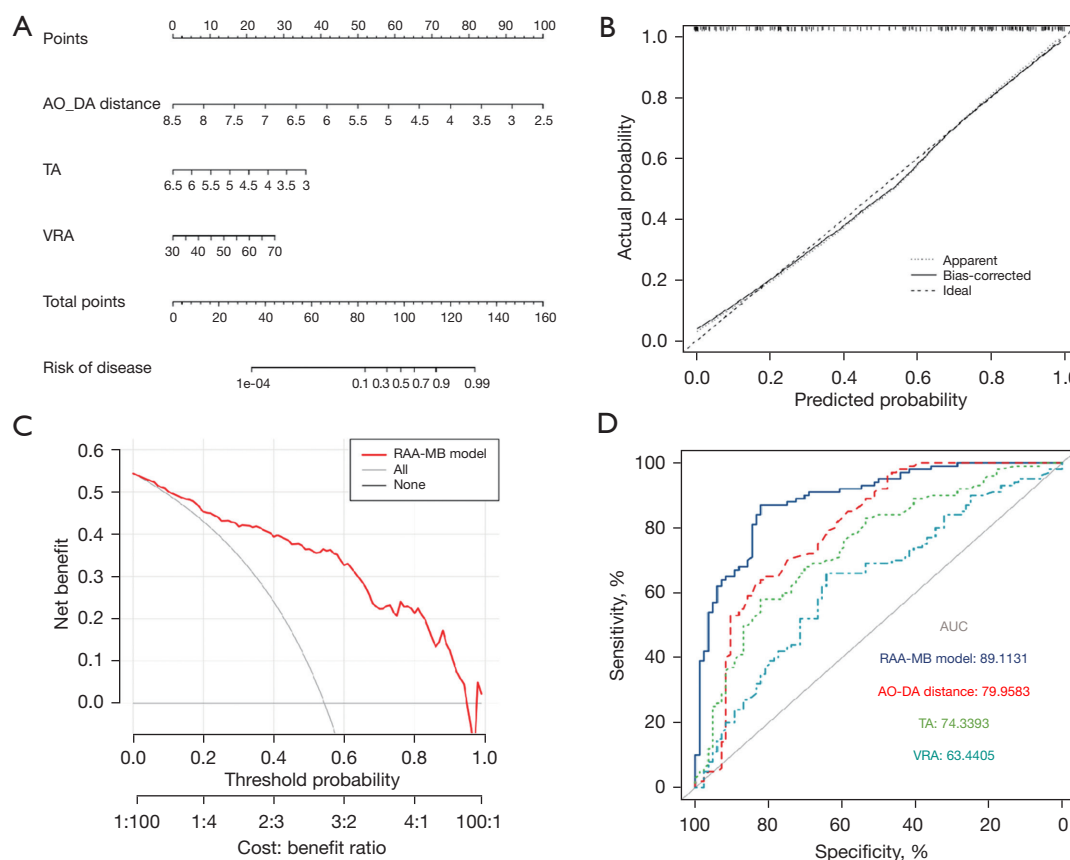 A
Points
0 10 20 30 40 50 60 70 80 90 100
AO_DA distance
8.5 8 7.5 7 6.5 6 5.5 5 4.5 4 3.5 3 2.5
TA
6.5 6 5.5 5 4.5 4 3.5 3
VRA
30 40 50 60 70
Total points
0 20 40 60 80 100 120 140 160
Risk of disease
1e-04 0.1 0.3 0.5 0.7 0.9 0.99
B
Actual probability
1.0
0.8
0.6
0.4
0.2
0.0
Apparent
Bias-corrected
Ideal
0.0 0.2 0.4 0.6 0.8 1.0
Predicted probability
C
Net benefit
0.6
0.5
0.4
0.3
0.2
0.1
0.0
RAA-MB model
All
None
0.0 0.2 0.4 0.6 0.8 1.0
Threshold probability
1:100 1:4 2:3 3:2 4:1 100:1
Cost: benefit ratio
D
Sensitivity, %
100
80
60
40
20
0
AUC
RAA-MB model: 89.1131
AO-DA distance: 79.9583
TA: 74.3393
VRA: 63.4405
100 80 60 40 20 0
Specificity, %